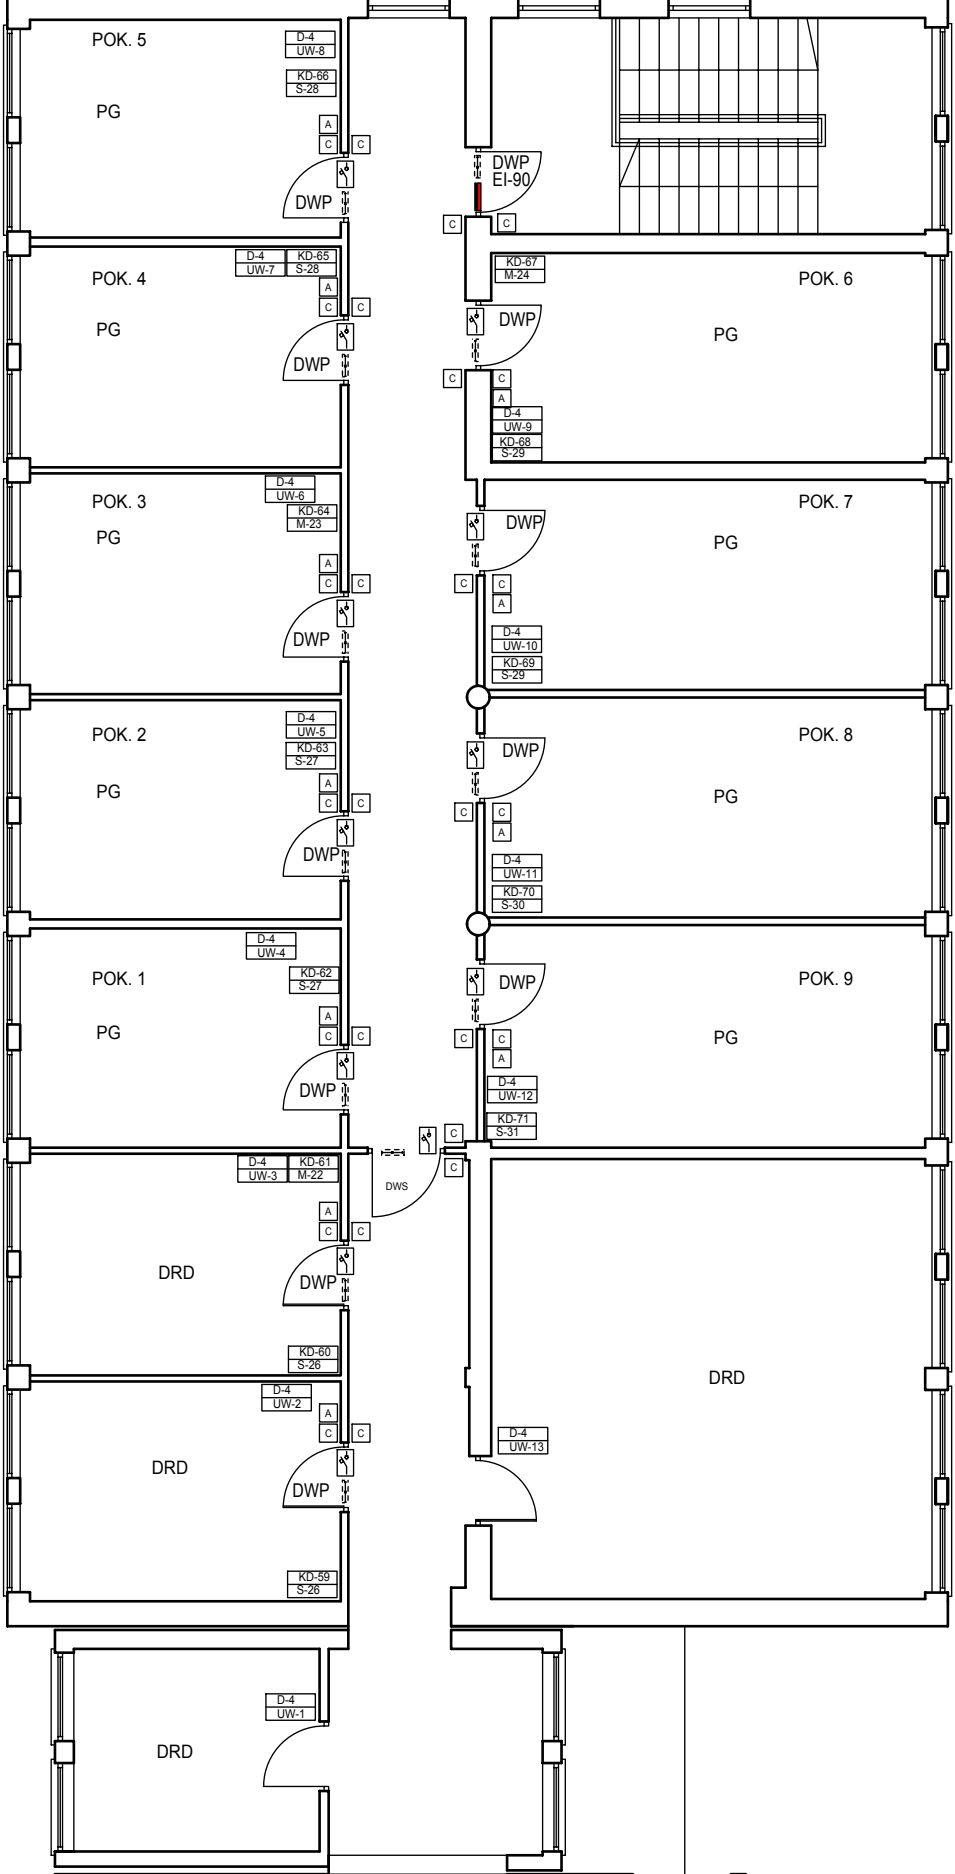 POK. 5
D-4
UW-8
KD-66
S-28
PG
A
C
C
DWP
DWP
EI-90
C
C
D-4
UW-7
KD-65
S-28
POK. 4
A
C
C
PG
DWP
KD-67
M-24
POK. 6
DWP
PG
C
C
A
D-4
UW-9
KD-68
S-29
POK. 3
D-4
UW-6
KD-64
M-23
PG
A
C
C
DWP
POK. 7
DWP
PG
C
C
A
D-4
UW-10
KD-69
S-29
POK. 2
D-4
UW-5
KD-63
S-27
PG
A
C
C
DWP
POK. 8
DWP
PG
C
C
A
D-4
UW-11
KD-70
S-30
D-4
UW-4
POK. 1
KD-62
S-27
A
C
C
PG
DWP
POK. 9
DWP
PG
C
C
A
D-4
UW-12
KD-71
S-31
C
C
DWS
D-4
UW-3
KD-61
M-22
A
C
C
DRD
DWP
KD-60
S-26
D-4
UW-2
A
C
C
DRD
DWP
KD-59
S-26
DRD
D-4
UW-13
D-4
UW-1
DRD